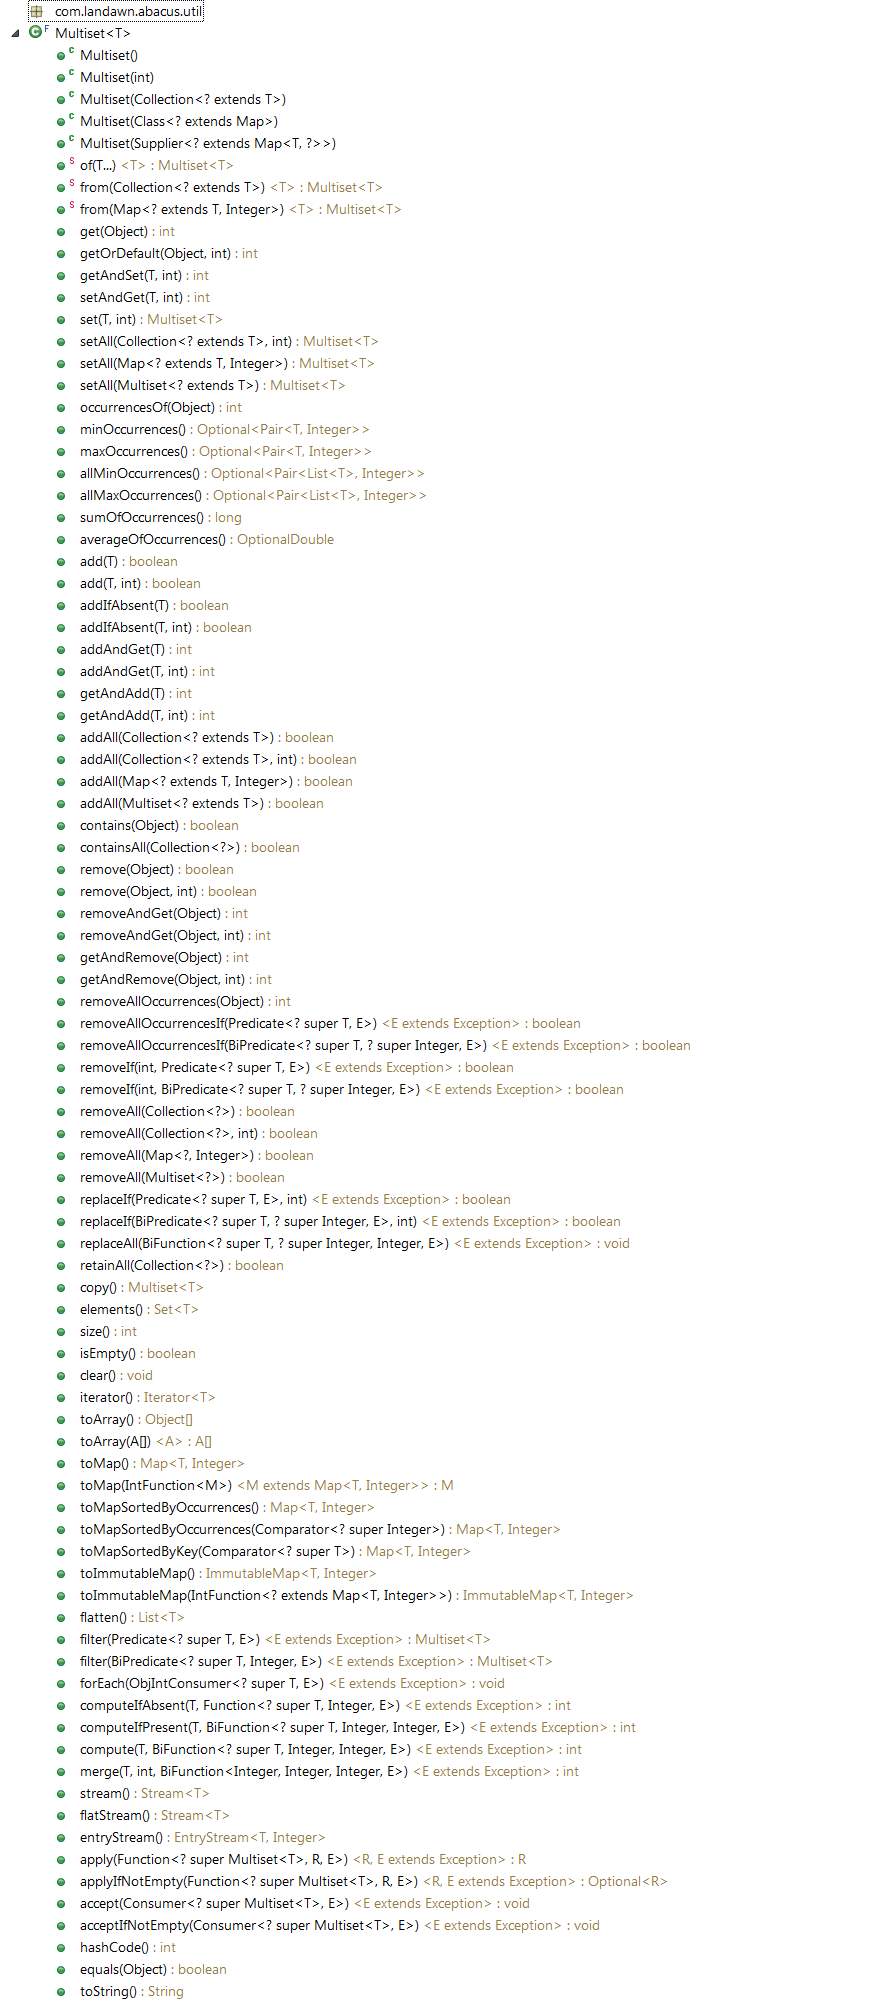 com.landawn.abacus.util
Multiset<T>
Multiset()
Multiset(int)
Multiset(Collection<? extends T>)
Multiset(Class<? extends Map>)
Multiset(Supplier<? extends Map<T, ?>>)
of(T...) <T> : Multiset<T>
from(Collection<? extends T>) <T> : Multiset<T>
from(Map<? extends T, Integer>) <T> : Multiset<T>
get(Object) : int
getOrDefault(Object, int) : int
getAndSet(T, int) : int
setAndGet(T, int) : int
set(T, int) : Multiset<T>
setAll(Collection<? extends T>, int) : Multiset<T>
setAll(Map<? extends T, Integer>) : Multiset<T>
setAll(Multiset<? extends T>) : Multiset<T>
occurrencesOf(Object) : int
minOccurrences() : Optional<Pair<T, Integer>>
maxOccurrences() : Optional<Pair<T, Integer>>
allMinOccurrences() : Optional<Pair<List<T>, Integer>>
allMaxOccurrences() : Optional<Pair<List<T>, Integer>>
sumOfOccurrences() : long
averageOfOccurrences() : OptionalDouble
add(T) : boolean
add(T, int) : boolean
addIfAbsent(T) : boolean
addIfAbsent(T, int) : boolean
addAndGet(T) : int
addAndGet(T, int) : int
getAndAdd(T) : int
getAndAdd(T, int) : int
addAll(Collection<? extends T>) : boolean
addAll(Collection<? extends T>, int) : boolean
addAll(Map<? extends T, Integer>) : boolean
addAll(Multiset<? extends T>) : boolean
contains(Object) : boolean
containsAll(Collection<?>) : boolean
remove(Object) : boolean
remove(Object, int) : boolean
removeAndGet(Object) : int
removeAndGet(Object, int) : int
getAndRemove(Object) : int
getAndRemove(Object, int) : int
removeAllOccurrences(Object) : int
removeAllOccurrencesIf(Predicate<? super T, E>) <E extends Exception> : boolean
removeAllOccurrencesIf(BiPredicate<? super T, ? super Integer, E>) <E extends Exception> : boolean
removeIf(int, Predicate<? super T, E>) <E extends Exception> : boolean
removeIf(int, BiPredicate<? super T, ? super Integer, E>) <E extends Exception> : boolean
removeAll(Collection<?>) : boolean
removeAll(Collection<?>, int) : boolean
removeAll(Map<?, Integer>) : boolean
removeAll(Multiset<?>) : boolean
replaceIf(Predicate<? super T, E>, int) <E extends Exception> : boolean
replaceIf(BiPredicate<? super T, ? super Integer, E>, int) <E extends Exception> : boolean
replaceAll(BiFunction<? super T, ? super Integer, Integer, E>) <E extends Exception> : void
retainAll(Collection<?>) : boolean
copy() : Multiset<T>
elements() : Set<T>
size() : int
isEmpty() : boolean
clear() : void
iterator() : Iterator<T>
toArray() : Object[]
toArray(A[]) <A> : A[]
toMap() : Map<T, Integer>
toMap(IntFunction<M>) <M extends Map<T, Integer>> : M
toMapSortedByOccurrences() : Map<T, Integer>
toMapSortedByOccurrences(Comparator<? super Integer>) : Map<T, Integer>
toMapSortedByKey(Comparator<? super T>) : Map<T, Integer>
toImmutableMap() : ImmutableMap<T, Integer>
toImmutableMap(IntFunction<? extends Map<T, Integer>>) : ImmutableMap<T, Integer>
flatten() : List<T>
filter(Predicate<? super T, E>) <E extends Exception> : Multiset<T>
filter(BiPredicate<? super T, Integer, E>) <E extends Exception> : Multiset<T>
forEach(ObjIntConsumer<? super T, E>) <E extends Exception> : void
computeIfAbsent(T, Function<? super T, Integer, E>) <E extends Exception> : int
computeIfPresent(T, BiFunction<? super T, Integer, Integer, E>) <E extends Exception> : int
compute(T, BiFunction<? super T, Integer, Integer, E>) <E extends Exception> : int
merge(T, int, BiFunction<Integer, Integer, Integer, E>) <E extends Exception> : int
stream() : Stream<T>
flatStream() : Stream<T>
entryStream() : EntryStream<T, Integer>
apply(Function<? super Multiset<T>, R, E>) <R, E extends Exception> : R
applyIfNotEmpty(Function<? super Multiset<T>, R, E>) <R, E extends Exception> : Optional<R>
accept(Consumer<? super Multiset<T>, E>) <E extends Exception> : void
acceptIfNotEmpty(Consumer<? super Multiset<T>, E>) <E extends Exception> : void
hashCode() : int
equals(Object) : boolean
toString() : String